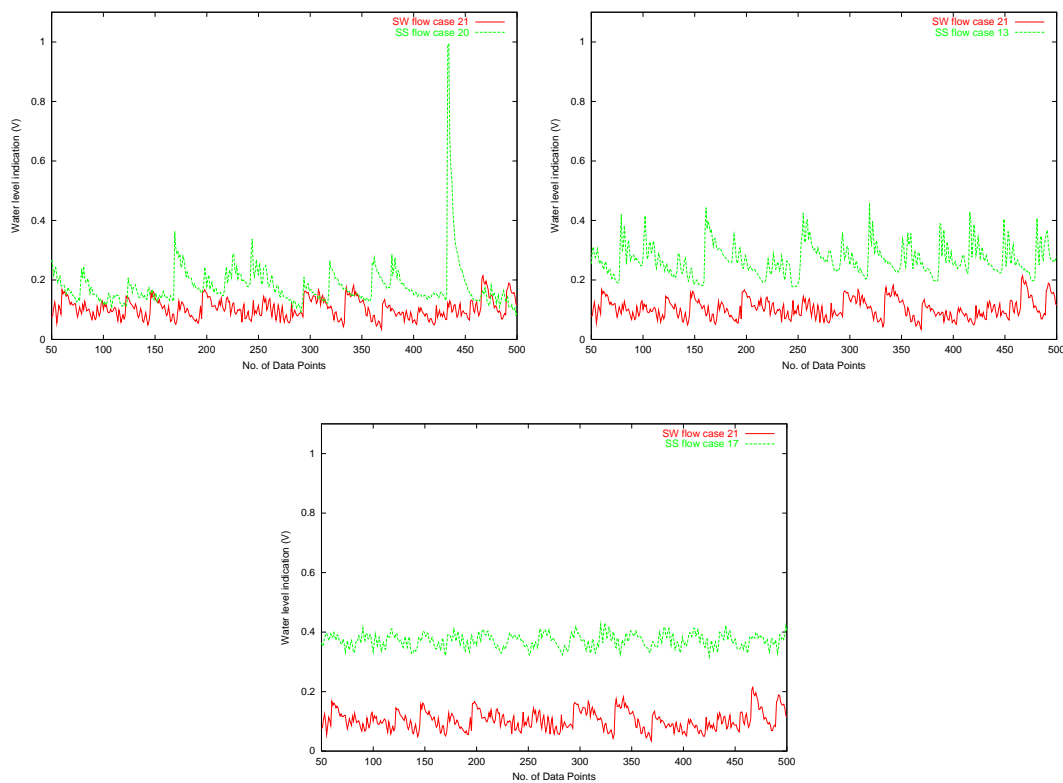 SW flow case 21
SS flow case 20
1
0.8
0.6
0.4
0.2
0
Water level indication (V)
50 100 150 200 250 300 350 400 450 500
No. of Data Points
SW flow case 21
SS flow case 13
1
0.8
0.6
0.4
0.2
0
Water level indication (V)
50 100 150 200 250 300 350 400 450 500
No. of Data Points
SW flow case 21
SS flow case 17
1
0.8
0.6
0.4
0.2
0
Water level indication (V)
50 100 150 200 250 300 350 400 450 500
No. of Data Points